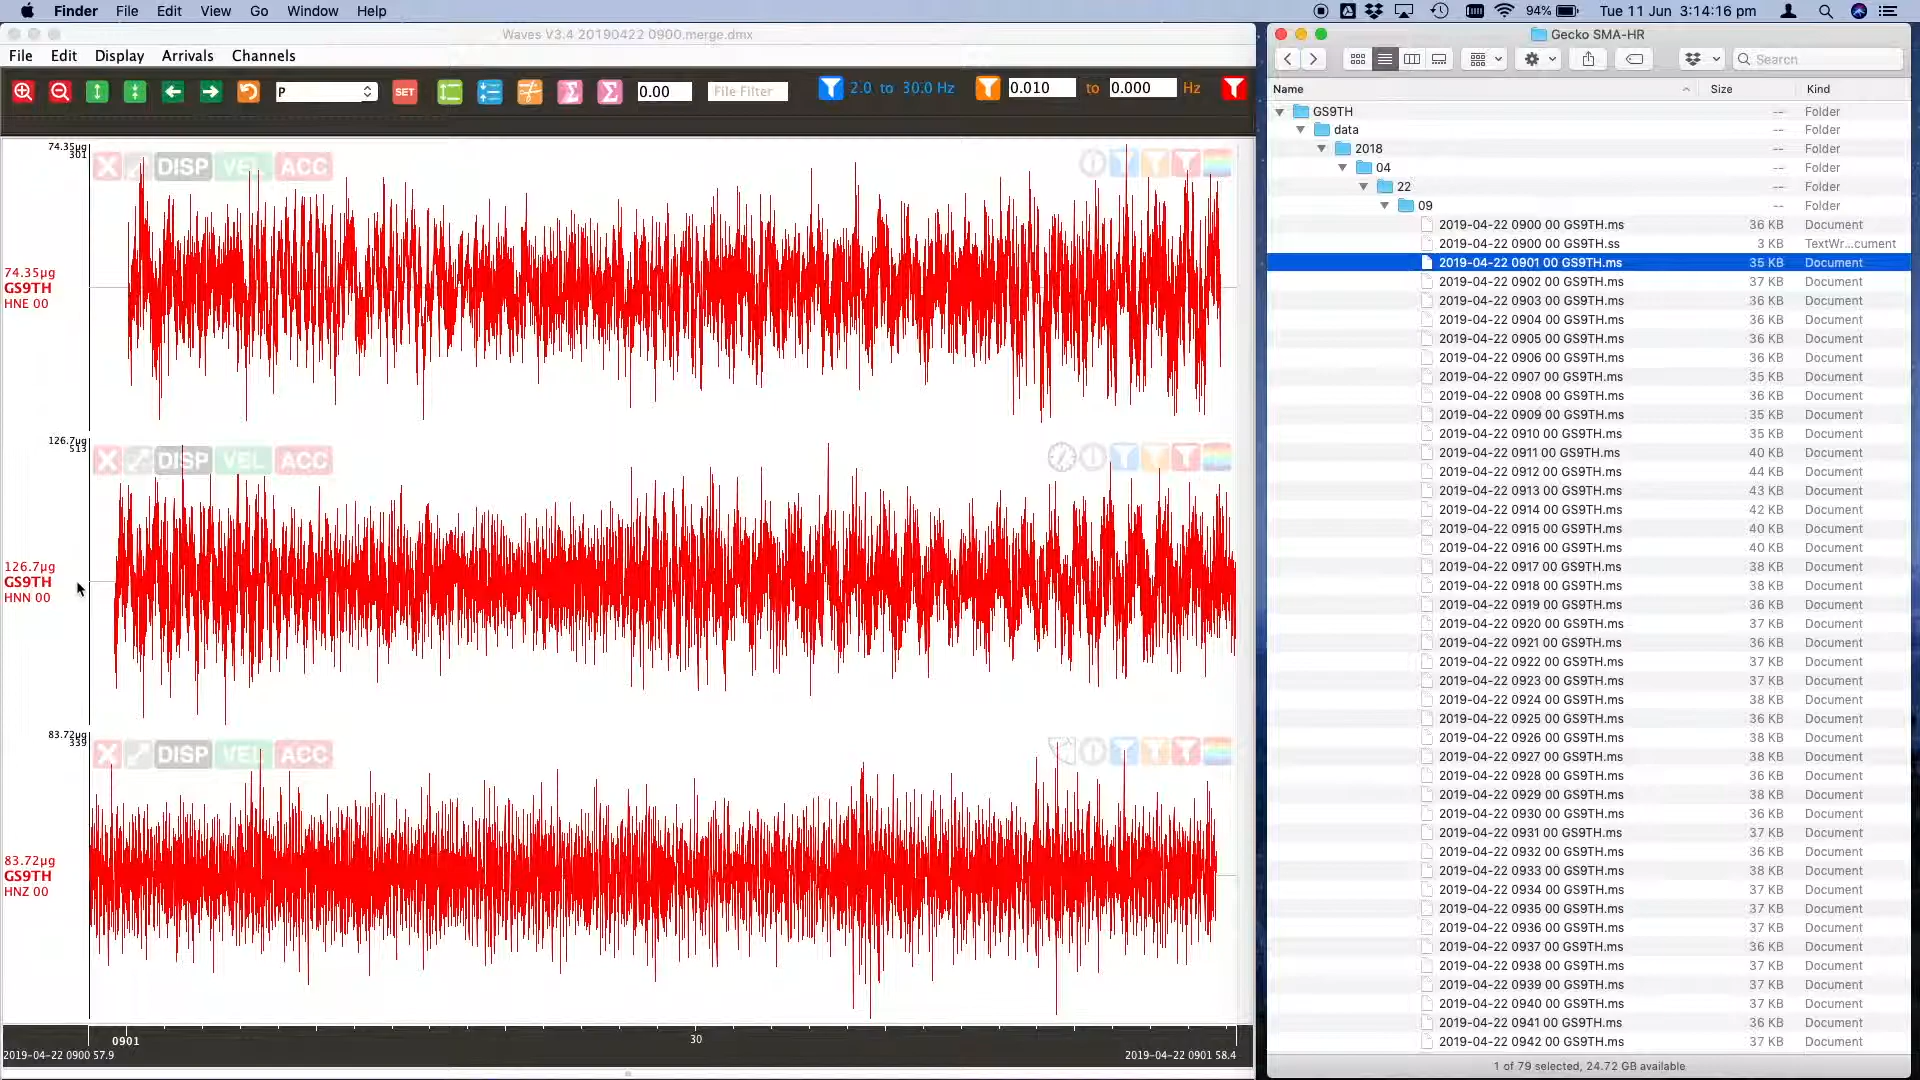 Finder File Edit View Go Window Help
94% Tue 11 Jun 3:14:16 pm
Waves V3.4 20190422 0900.merge.dmx
File Edit Display Arrivals Channels
P SET 0.00 File Filter 2.0 to 30.0 Hz 0.010 to 0.000 Hz
74.35µg
301
DISP VEL ACC
74.35µg
GS9TH
HNE 00
126.7µg
513
DISP VEL ACC
126.7µg
GS9TH
HNN 00
83.72µg
339
DISP VEL ACC
83.72µg
GS9TH
HNZ 00
0901 30
2019-04-22 0900 57.9 2019-04-22 0901 58.4
Gecko SMA-HR
Search
Name Size Kind
GS9TH -- Folder
data -- Folder
2018 -- Folder
04 -- Folder
22 -- Folder
09 -- Folder
2019-04-22 0900 00 GS9TH.ms 36 KB Document
2019-04-22 0900 00 GS9TH.ss 3 KB TextWr...cument
2019-04-22 0901 00 GS9TH.ms 35 KB Document
2019-04-22 0902 00 GS9TH.ms 37 KB Document
2019-04-22 0903 00 GS9TH.ms 36 KB Document
2019-04-22 0904 00 GS9TH.ms 36 KB Document
2019-04-22 0905 00 GS9TH.ms 36 KB Document
2019-04-22 0906 00 GS9TH.ms 36 KB Document
2019-04-22 0907 00 GS9TH.ms 35 KB Document
2019-04-22 0908 00 GS9TH.ms 36 KB Document
2019-04-22 0909 00 GS9TH.ms 35 KB Document
2019-04-22 0910 00 GS9TH.ms 35 KB Document
2019-04-22 0911 00 GS9TH.ms 40 KB Document
2019-04-22 0912 00 GS9TH.ms 44 KB Document
2019-04-22 0913 00 GS9TH.ms 43 KB Document
2019-04-22 0914 00 GS9TH.ms 42 KB Document
2019-04-22 0915 00 GS9TH.ms 40 KB Document
2019-04-22 0916 00 GS9TH.ms 40 KB Document
2019-04-22 0917 00 GS9TH.ms 38 KB Document
2019-04-22 0918 00 GS9TH.ms 38 KB Document
2019-04-22 0919 00 GS9TH.ms 36 KB Document
2019-04-22 0920 00 GS9TH.ms 37 KB Document
2019-04-22 0921 00 GS9TH.ms 36 KB Document
2019-04-22 0922 00 GS9TH.ms 37 KB Document
2019-04-22 0923 00 GS9TH.ms 37 KB Document
2019-04-22 0924 00 GS9TH.ms 38 KB Document
2019-04-22 0925 00 GS9TH.ms 36 KB Document
2019-04-22 0926 00 GS9TH.ms 38 KB Document
2019-04-22 0927 00 GS9TH.ms 38 KB Document
2019-04-22 0928 00 GS9TH.ms 36 KB Document
2019-04-22 0929 00 GS9TH.ms 38 KB Document
2019-04-22 0930 00 GS9TH.ms 36 KB Document
2019-04-22 0931 00 GS9TH.ms 37 KB Document
2019-04-22 0932 00 GS9TH.ms 36 KB Document
2019-04-22 0933 00 GS9TH.ms 38 KB Document
2019-04-22 0934 00 GS9TH.ms 37 KB Document
2019-04-22 0935 00 GS9TH.ms 37 KB Document
2019-04-22 0936 00 GS9TH.ms 37 KB Document
2019-04-22 0937 00 GS9TH.ms 36 KB Document
2019-04-22 0938 00 GS9TH.ms 37 KB Document
2019-04-22 0939 00 GS9TH.ms 37 KB Document
2019-04-22 0940 00 GS9TH.ms 37 KB Document
2019-04-22 0941 00 GS9TH.ms 36 KB Document
2019-04-22 0942 00 GS9TH.ms 37 KB Document
1 of 79 selected, 24.72 GB available